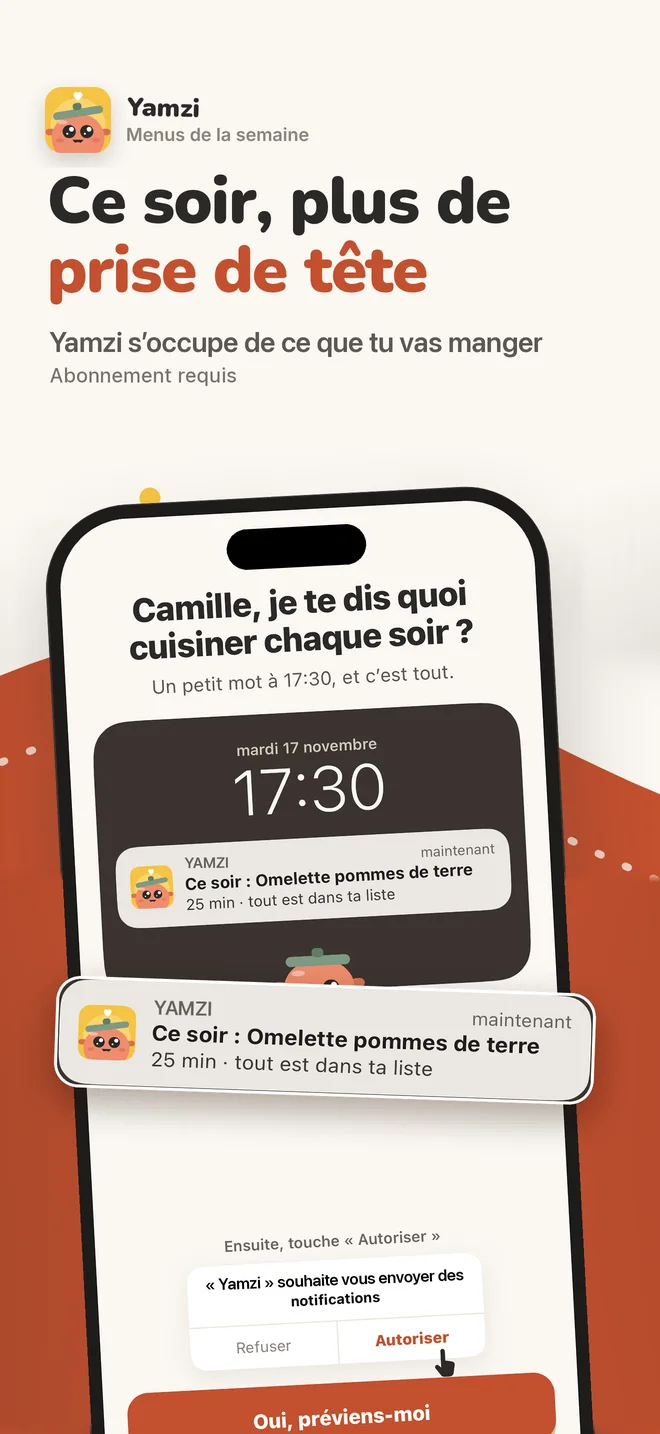 Yamzi
Menus de la semaine
Ce soir, plus de
prise de tête
Yamzi s’occupe de ce que tu vas manger
Abonnement requis
Camille, je te dis quoi
cuisiner chaque soir ?
Un petit mot à 17:30, et c’est tout.
mardi 17 novembre
17:30
YAMZI
maintenant
Ce soir : Omelette pommes de terre
25 min · tout est dans ta liste
YAMZI
maintenant
Ce soir : Omelette pommes de terre
25 min · tout est dans ta liste
Ensuite, touche « Autoriser »
« Yamzi » souhaite vous envoyer des
notifications
Refuser
Autoriser
Oui, préviens-moi